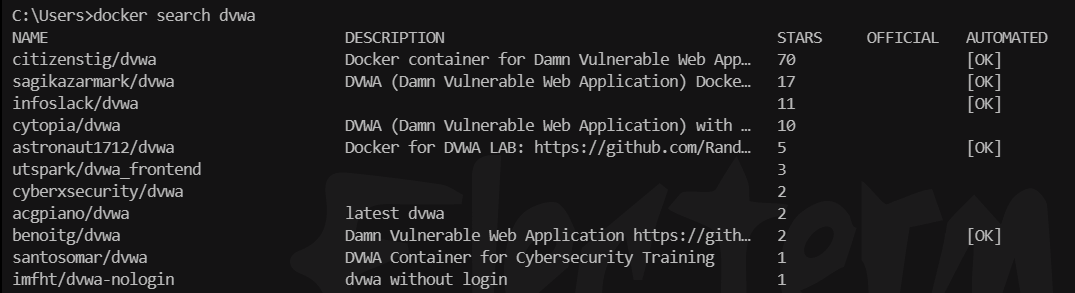 C:\Users>docker search dvwa
NAME DESCRIPTION STARS OFFICIAL AUTOMATED
citizenstig/dvwa Docker container for Damn Vulnerable Web App… 70 [OK]
sagikazarmark/dvwa DVWA (Damn Vulnerable Web Application) Docke… 17 [OK]
infoslack/dvwa 11 [OK]
cytopia/dvwa DVWA (Damn Vulnerable Web Application) with … 10
astronaut1712/dvwa Docker for DVWA LAB: https://github.com/Rand… 5 [OK]
utspark/dvwa_frontend 3
cyberxsecurity/dvwa 2
acgpiano/dvwa latest dvwa 2
benoitg/dvwa Damn Vulnerable Web Application https://gith… 2 [OK]
santosomar/dvwa DVWA Container for Cybersecurity Training 1
imfht/dvwa-nologin dvwa without login 1